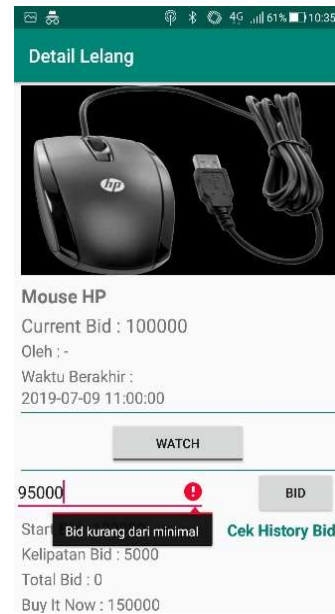 4G 61% 10:35
Detail Lelang
hp
Mouse HP
Current Bid : 100000
Oleh : -
Waktu Berakhir :
2019-07-09 11:00:00
WATCH
95000 BID
Bid kurang dari minimal
Start Cek History Bid
Kelipatan Bid : 5000
Total Bid : 0
Buy It Now : 150000